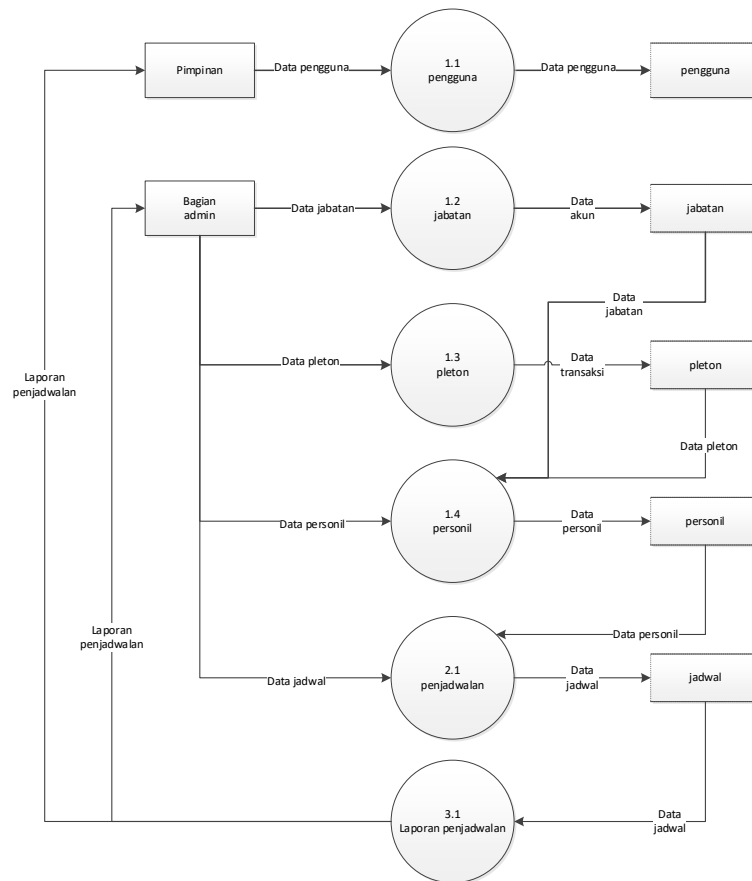 Pimpinan
Data pengguna
1.1
pengguna
Data pengguna
pengguna
Bagian
admin
Data jabatan
1.2
jabatan
Data
akun
jabatan
Data
jabatan
Laporan
penjadwalan
Data pleton
1.3
pleton
Data
transaksi
pleton
Data pleton
Data personil
1.4
personil
Data
personil
personil
Laporan
penjadwalan
Data personil
Data jadwal
2.1
penjadwalan
Data
jadwal
jadwal
3.1
Laporan penjadwalan
Data
jadwal